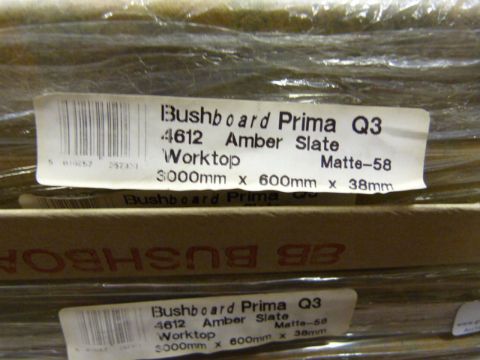 Bushboard Prima Q3
4612 Amber Slate
Worktop Matte-58
3000mm x 600mm x 38mm
Bushboard Prima Q3
BB BUSHBOA
Bushboard Prima Q3
4612 Amber Slate
Worktop Matte-58
3000mm x 600mm x 38mm